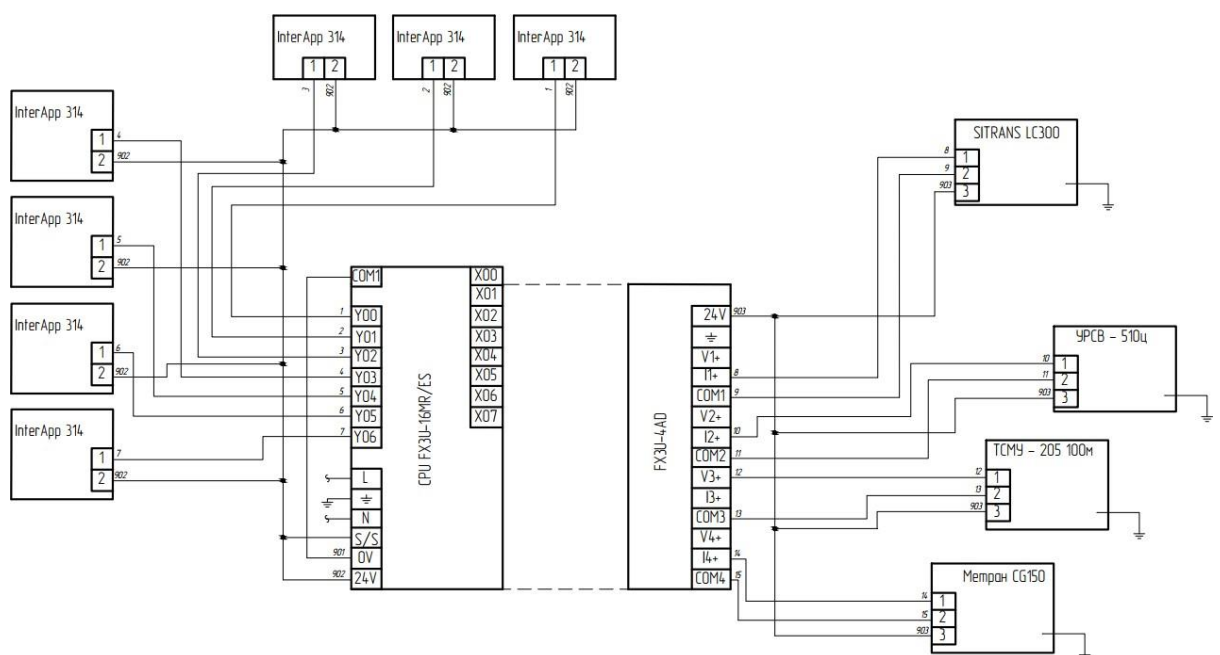 InterApp 314
1 2
3
902
InterApp 314
1 2
2
902
InterApp 314
1 2
1
902
InterApp 314
1
4
2
902
InterApp 314
1
5
2
902
InterApp 314
1
6
2
902
InterApp 314
1
7
2
902
CPU FX3U-16MR/ES
COM1
1 Y00
2 Y01
3 Y02
4 Y03
5 Y04
6 Y05
7 Y06
L
N
S/S
901 0V
902 24V
X00
X01
X02
X03
X04
X05
X06
X07
FX3U-4AD
24V 903
V1+
I1+ 8
COM1 9
V2+
I2+ 10
COM2 11
V3+ 12
I3+
COM3 13
V4+
I4+ 14
COM4 15
SITRANS LC300
8 1
9 2
903 3
УРСВ - 510ц
10 1
11 2
903 3
ТСМУ - 205 100м
12 1
13 2
903 3
Метран CG150
14 1
15 2
903 3